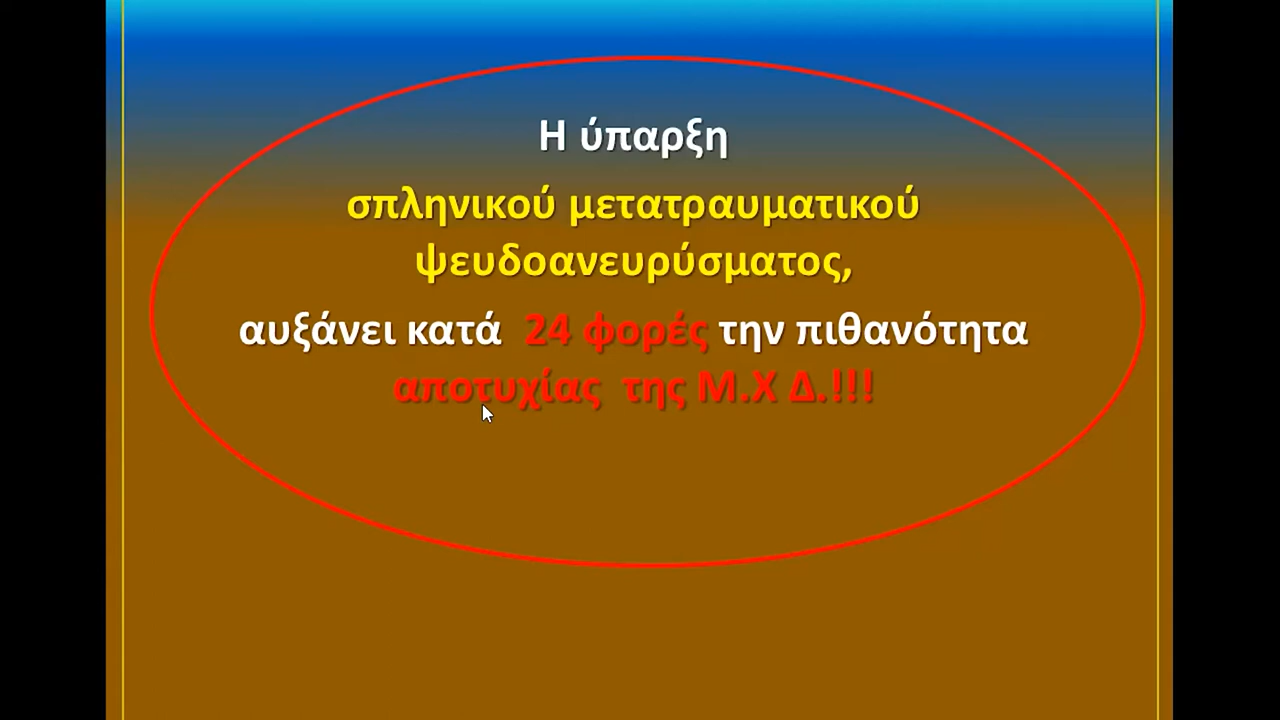 Η ύπαρξη
σπληνικού μετατραυματικού
ψευδοανευρύσματος,
αυξάνει κατά  24 φορές την πιθανότητα
αποτυχίας  της Μ.Χ Δ.!!!